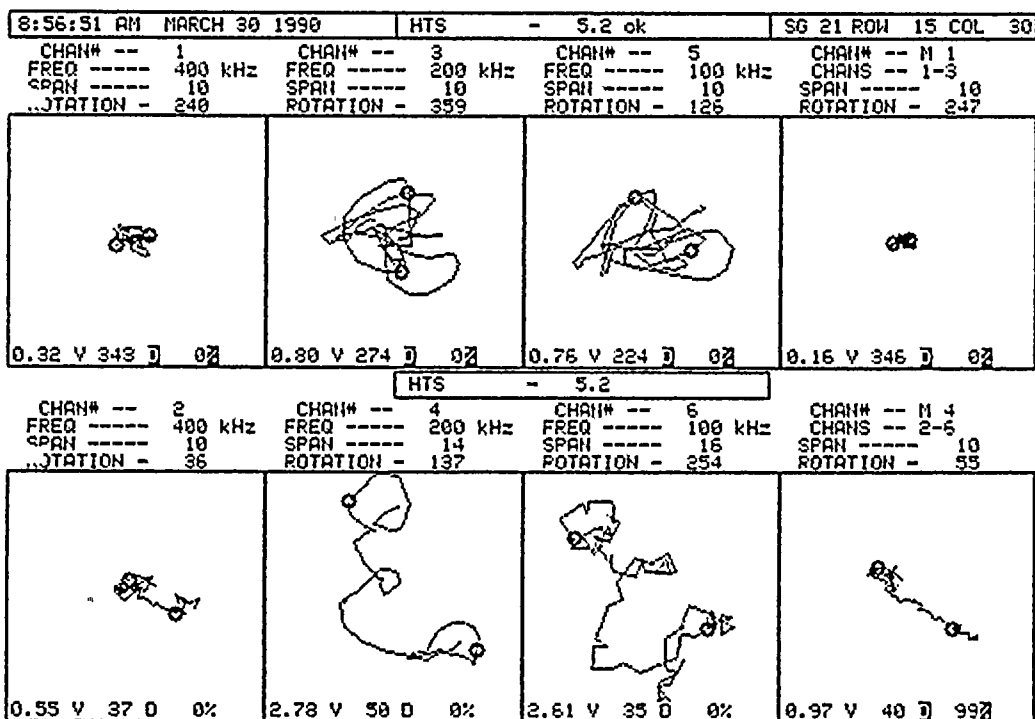 8:56:51 AM MARCH 30 1990 HTS - 5.2 ok SG 21 ROW 15 COL 30
CHAN# -- 1 CHAN# -- 3 CHAN# -- 5 CHAN# -- M 1
FREQ ----- 400 kHz FREQ ----- 200 kHz FREQ ----- 100 kHz CHANS -- 1-3
SPAN ----- 10 SPAN ----- 10 SPAN ----- 10 SPAN ----- 10
..OTATION - 240 ROTATION - 359 ROTATION - 126 ROTATION - 247
0.32 V 343 D 0% 0.80 V 274 D 0% 0.76 V 224 D 0% 0.16 V 346 D 0%
HTS - 5.2
CHAN# -- 2 CHAN# -- 4 CHAN# -- 6 CHAN# -- M 4
FREQ ----- 400 kHz FREQ ----- 200 kHz FREQ ----- 100 kHz CHANS -- 2-6
SPAN ----- 10 SPAN ----- 14 SPAN ----- 16 SPAN ----- 10
..OTATION - 36 ROTATION - 137 ROTATION - 254 ROTATION - 55
0.55 V 37 D 0% 2.78 V 50 D 0% 2.61 V 35 D 0% 0.97 V 40 D 99%